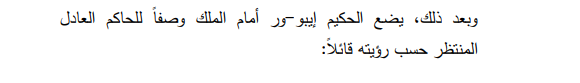 وبعد ذلك، يضع الحكيم إيبو-ور أمام الملك وصفاً للحاكم العادل
المنتظر حسب رؤيته قائلاً: